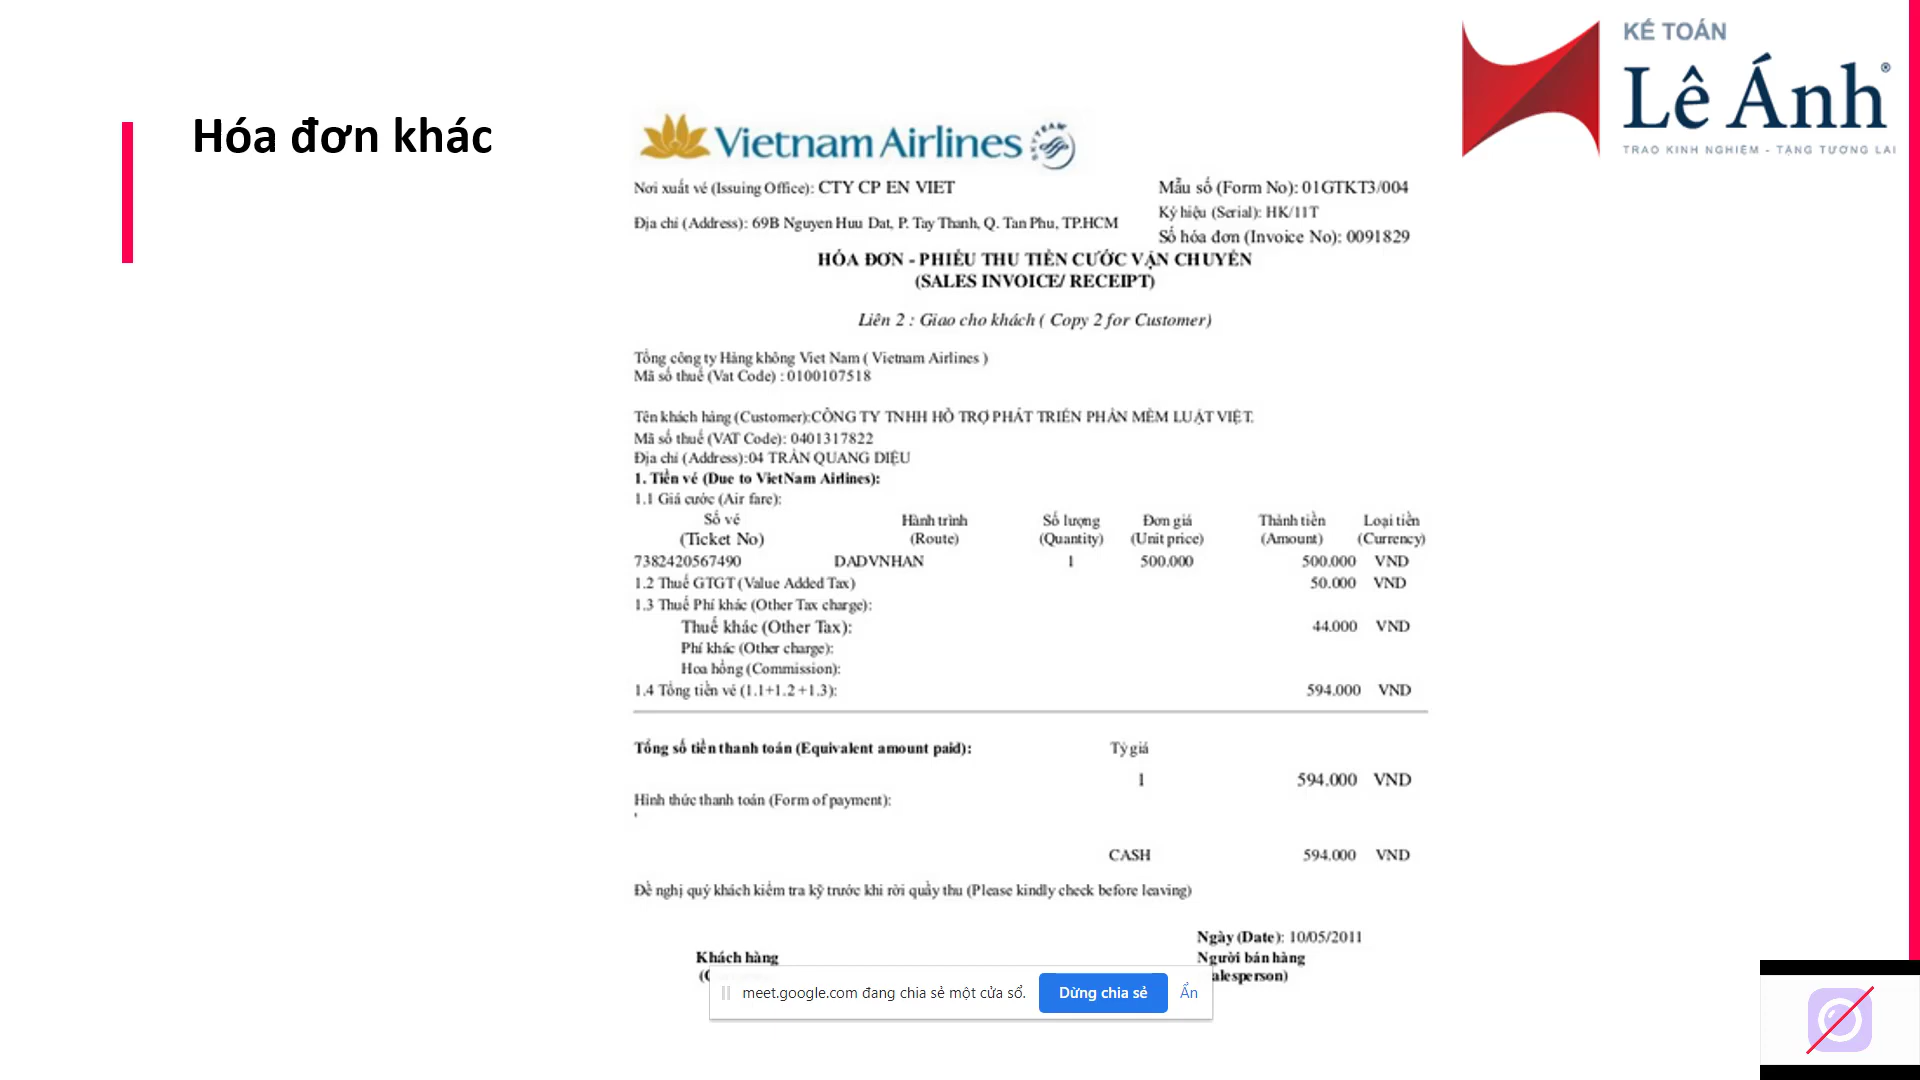 KẾ TOÁN
Lê Ánh®
TRAO KINH NGHIỆM - TẶNG TƯƠNG LAI
Hóa đơn khác
Vietnam Airlines
SKYTEAM
Nơi xuất vé (Issuing Office): CTY CP EN VIET
Mẫu số (Form No): 01GTKT3/004
Ký hiệu (Serial): HK/11T
Địa chỉ (Address): 69B Nguyen Huu Dat, P. Tay Thanh, Q. Tan Phu, TP.HCM
Số hóa đơn (Invoice No): 0091829
HÓA ĐƠN - PHIẾU THU TIỀN CƯỚC VẬN CHUYỂN
(SALES INVOICE/ RECEIPT)
Liên 2 : Giao cho khách ( Copy 2 for Customer)
Tổng công ty Hàng không Viet Nam ( Vietnam Airlines )
Mã số thuế (Vat Code) : 0100107518
Tên khách hàng (Customer):CÔNG TY TNHH HỖ TRỢ PHÁT TRIỂN PHẦN MỀM LUẬT VIỆT.
Mã số thuế (VAT Code): 0401317822
Địa chỉ (Address):04 TRẦN QUANG DIỆU
1. Tiền vé (Due to VietNam Airlines):
1.1 Giá cước (Air fare):
Số vé Hành trình Số lượng Đơn giá Thành tiền Loại tiền
(Ticket No) (Route) (Quantity) (Unit price) (Amount) (Currency)
7382420567490 DADVNHAN 1 500.000 500.000 VND
1.2 Thuế GTGT (Value Added Tax) 50.000 VND
1.3 Thuế Phí khác (Other Tax charge):
Thuế khác (Other Tax): 44.000 VND
Phí khác (Other charge):
Hoa hồng (Commission):
1.4 Tổng tiền vé (1.1+1.2 +1.3): 594.000 VND
Tổng số tiền thanh toán (Equivalent amount paid): Tỷ giá
1 594.000 VND
Hình thức thanh toán (Form of payment):
CASH 594.000 VND
Đề nghị quý khách kiểm tra kỹ trước khi rời quầy thu (Please kindly check before leaving)
Ngày (Date): 10/05/2011
Khách hàng Người bán hàng
alesperson)
meet.google.com đang chia sẻ một cửa sổ. Dừng chia sẻ Ẩn